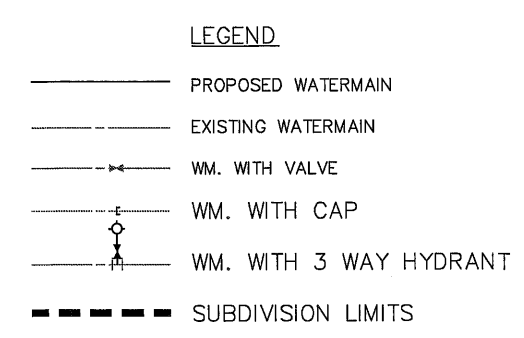 LEGEND
PROPOSED WATERMAIN
EXISTING WATERMAIN
WM. WITH VALVE
WM. WITH CAP
WM. WITH 3 WAY HYDRANT
SUBDIVISION LIMITS